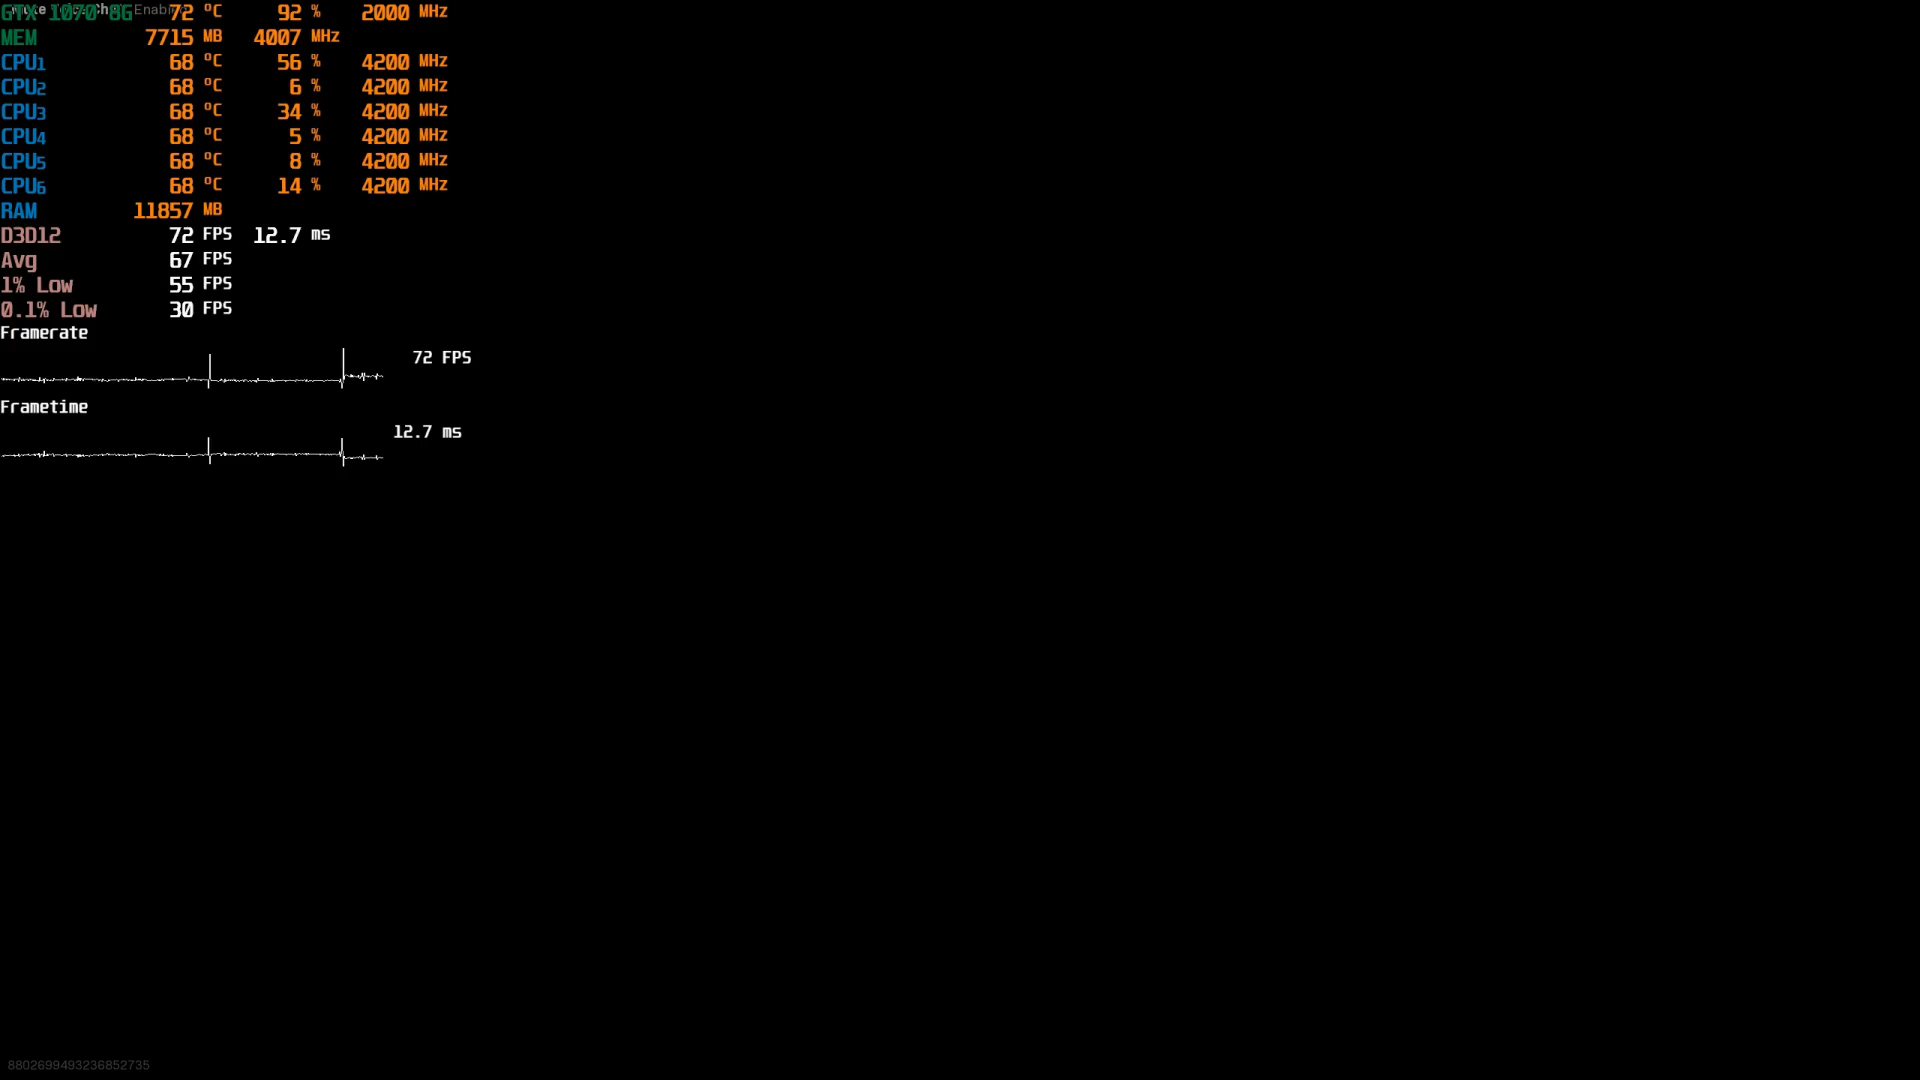 GTX 1070 8G 72 °C 92 % 2000 MHz
MEM 7715 MB 4007 MHz
CPU1 68 °C 56 % 4200 MHz
CPU2 68 °C 6 % 4200 MHz
CPU3 68 °C 34 % 4200 MHz
CPU4 68 °C 5 % 4200 MHz
CPU5 68 °C 8 % 4200 MHz
CPU6 68 °C 14 % 4200 MHz
RAM 11857 MB
D3D12 72 FPS 12.7 ms
Avg 67 FPS
1% Low 55 FPS
0.1% Low 30 FPS
Framerate
72 FPS
Frametime
12.7 ms
8802699493236852735